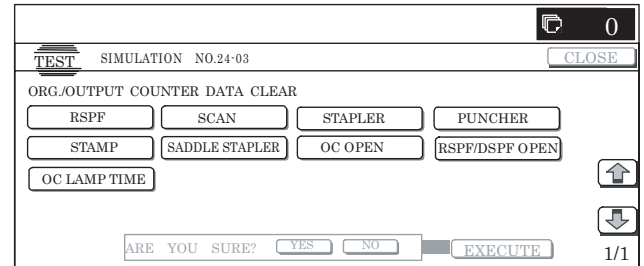 0
TEST SIMULATION NO.24-03 CLOSE
ORG./OUTPUT COUNTER DATA CLEAR
RSPF SCAN STAPLER PUNCHER
STAMP SADDLE STAPLER OC OPEN RSPF/DSPF OPEN
OC LAMP TIME
ARE YOU SURE? YES NO EXECUTE
1/1